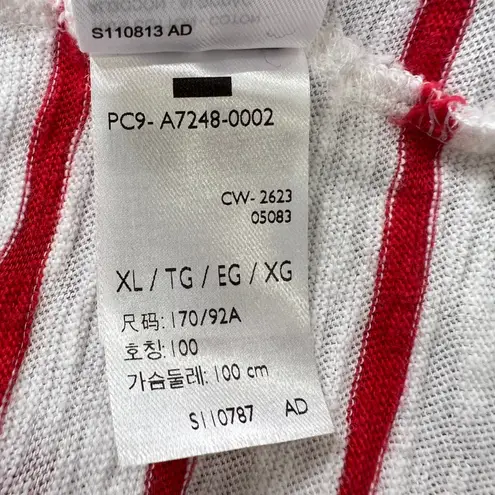 S110813 AD
PC9- A7248-0002
CW- 2623
05083
XL / TG / EG / XG
尺码: 170/92A
호칭: 100
가슴둘레: 100 cm
S110787 AD